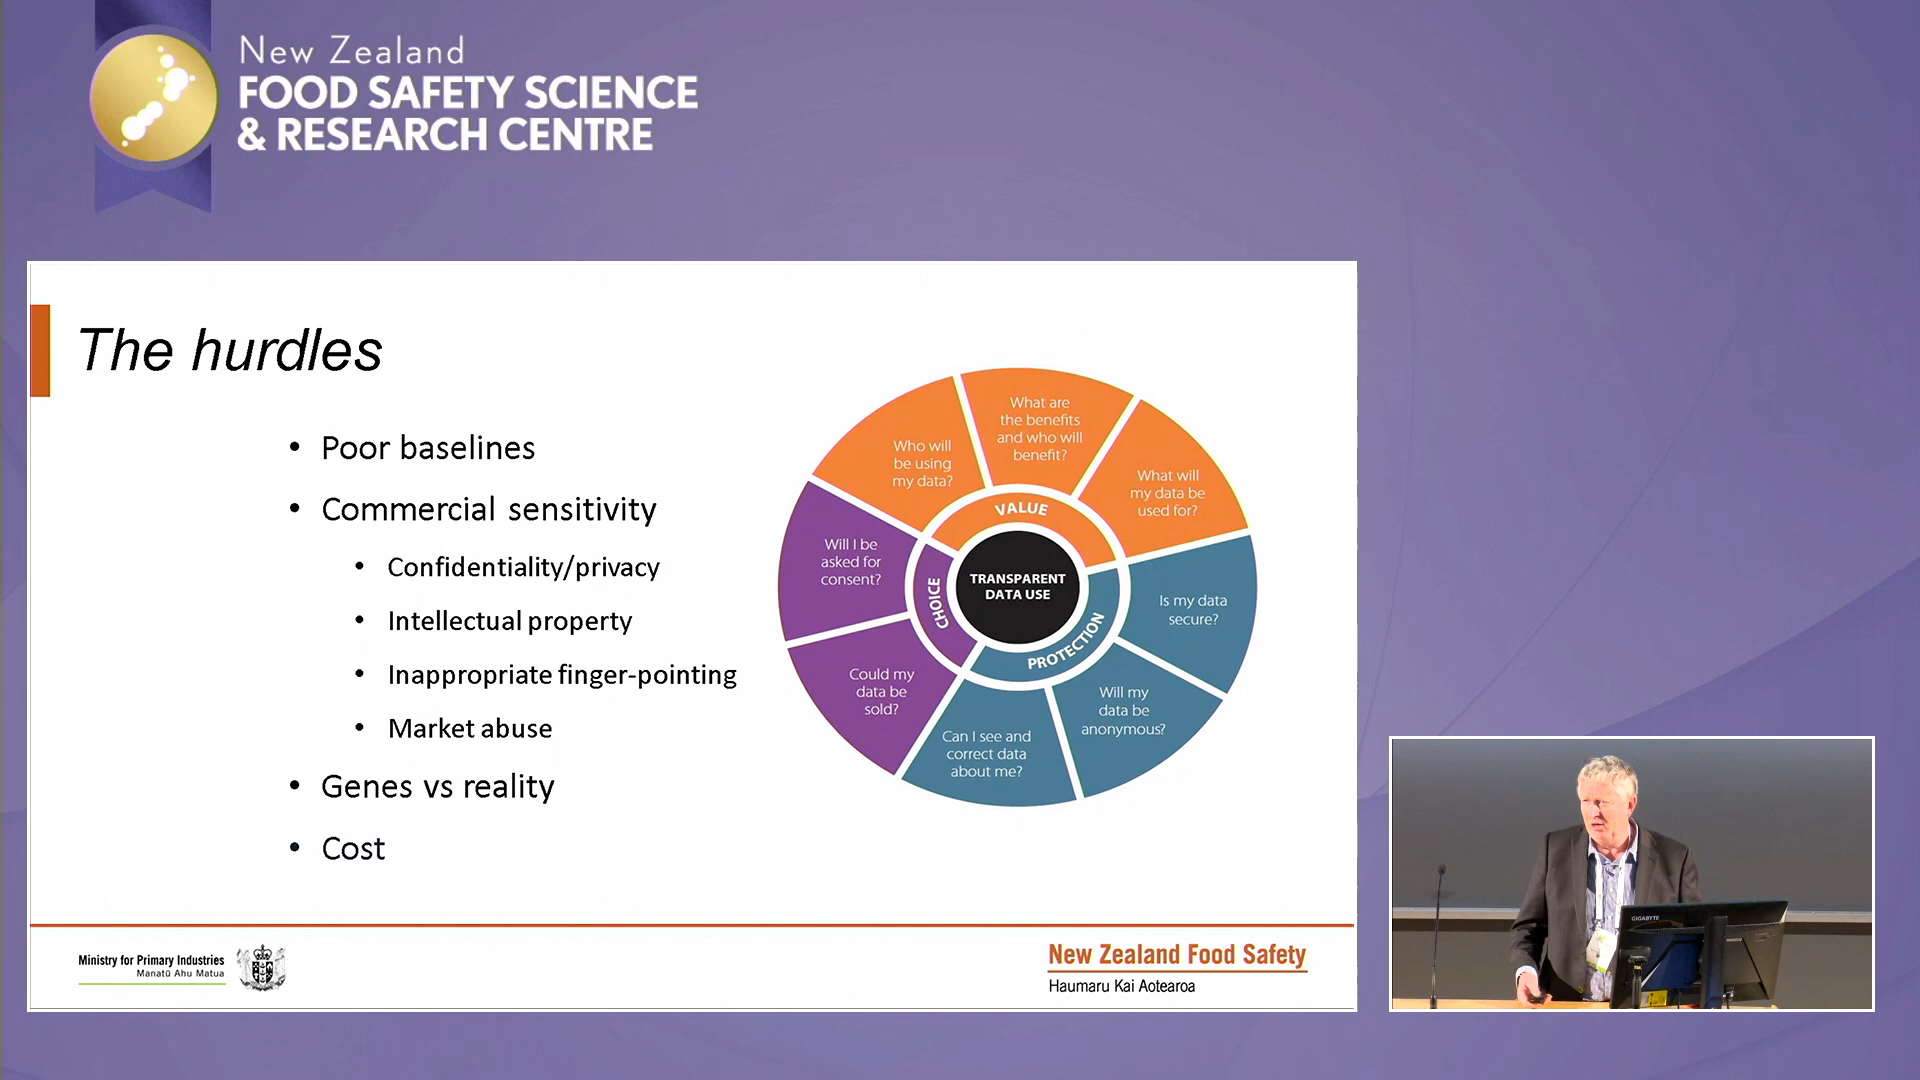 New Zealand
FOOD SAFETY SCIENCE
& RESEARCH CENTRE
The hurdles
• Poor baselines
• Commercial sensitivity
• Confidentiality/privacy
• Intellectual property
• Inappropriate finger-pointing
• Market abuse
• Genes vs reality
• Cost
What are
the benefits
and who will
benefit?
Who will
be using
my data?
What will
my data be
used for?
VALUE
Will I be
asked for
consent?
CHOICE
TRANSPARENT
DATA USE
PROTECTION
Is my data
secure?
Could my
data be
sold?
Will my
data be
anonymous?
Can I see and
correct data
about me?
Ministry for Primary Industries
Manatū Ahu Matua
New Zealand Food Safety
Haumaru Kai Aotearoa
GIGABYTE